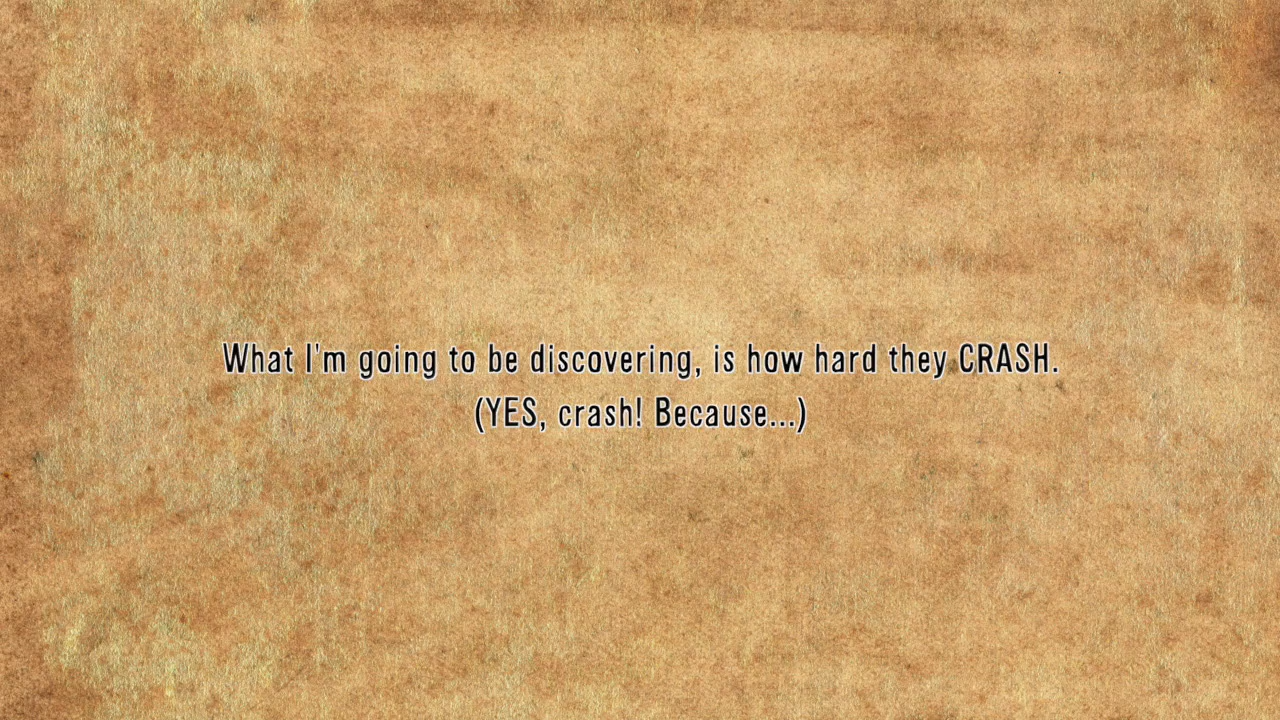 What I'm going to be discovering, is how hard they CRASH.
(YES, crash! Because...)